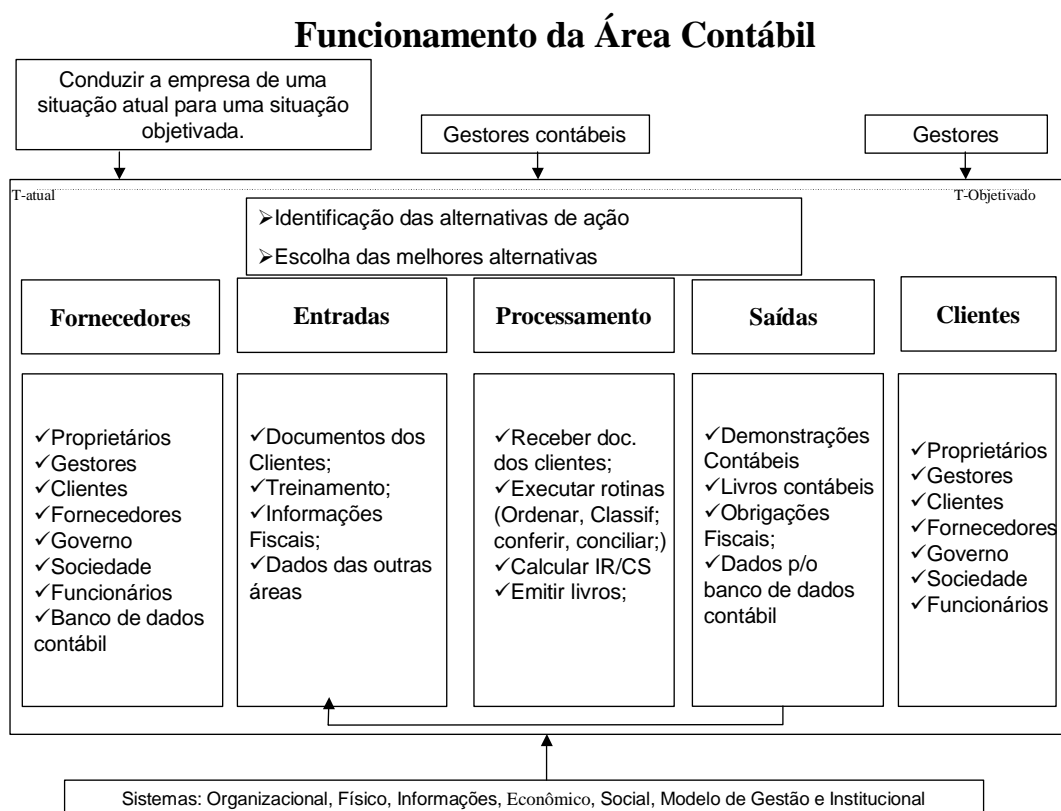 Funcionamento da Área Contábil
Conduzir a empresa de uma
situação atual para uma situação
objetivada.
Gestores contábeis
Gestores
T-atual
T-Objetivado
➢Identificação das alternativas de ação
➢Escolha das melhores alternativas
Fornecedores
Entradas
Processamento
Saídas
Clientes
✓Proprietários
✓Gestores
✓Clientes
✓Fornecedores
✓Governo
✓Sociedade
✓Funcionários
✓Banco de dados
contábil
✓Documentos dos
Clientes;
✓Treinamento;
✓Informações
Fiscais;
✓Dados das outras
áreas
✓Receber doc.
dos clientes;
✓Executar rotinas
(Ordenar, Classif;
conferir, conciliar;)
✓Calcular IR/CS
✓Emitir livros;
✓Demonstrações
Contábeis
✓Livros contábeis
✓Obrigações
Fiscais;
✓Dados p/o
banco de dados
contábil
✓Proprietários
✓Gestores
✓Clientes
✓Fornecedores
✓Governo
✓Sociedade
✓Funcionários
Sistemas: Organizacional, Físico, Informações, Econômico, Social, Modelo de Gestão e Institucional